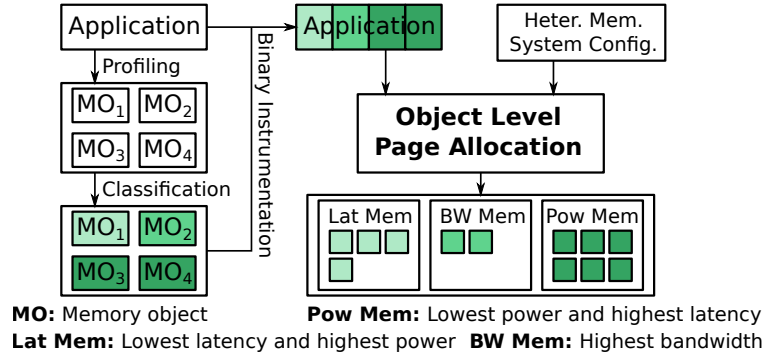 Application
Profiling
MO1 MO2
MO3 MO4
Classification
MO1 MO2
MO3 MO4
Binary Instrumentation
Application
Heter. Mem.
System Config.
Object Level
Page Allocation
Lat Mem
BW Mem
Pow Mem
MO: Memory object
Pow Mem: Lowest power and highest latency
Lat Mem: Lowest latency and highest power
BW Mem: Highest bandwidth